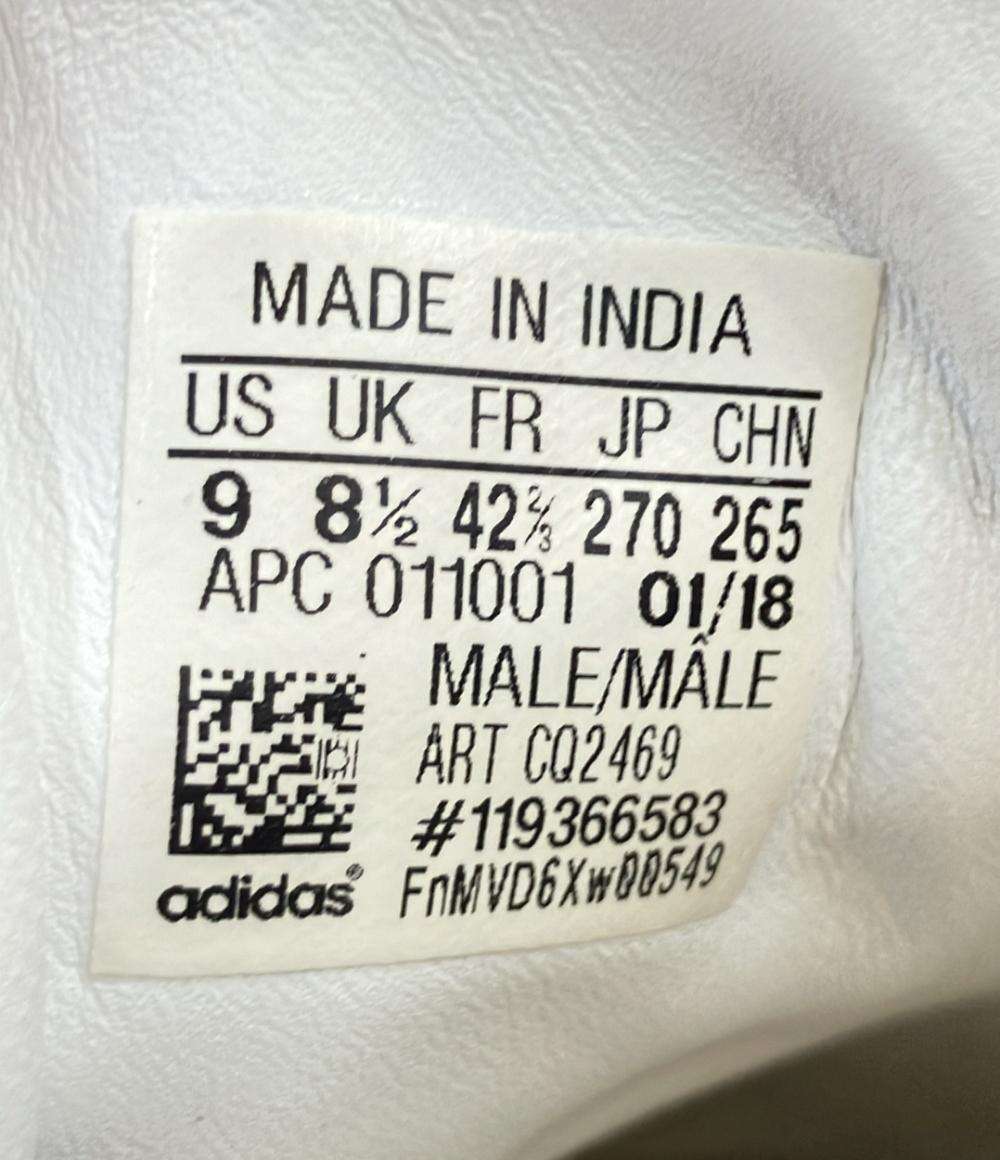 MADE IN INDIA
US UK FR JP CHN
9 8½ 42⅔ 270 265
APC 011001 01/18
MALE/MÂLE
ART CQ2469
#119366583
adidas® FnMVD6Xw00549